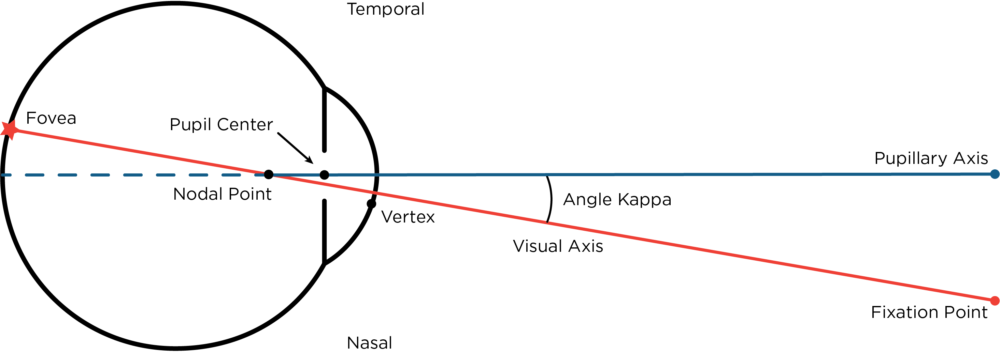 Temporal
Fovea
Pupil Center
Pupillary Axis
Nodal Point
Angle Kappa
Vertex
Visual Axis
Fixation Point
Nasal